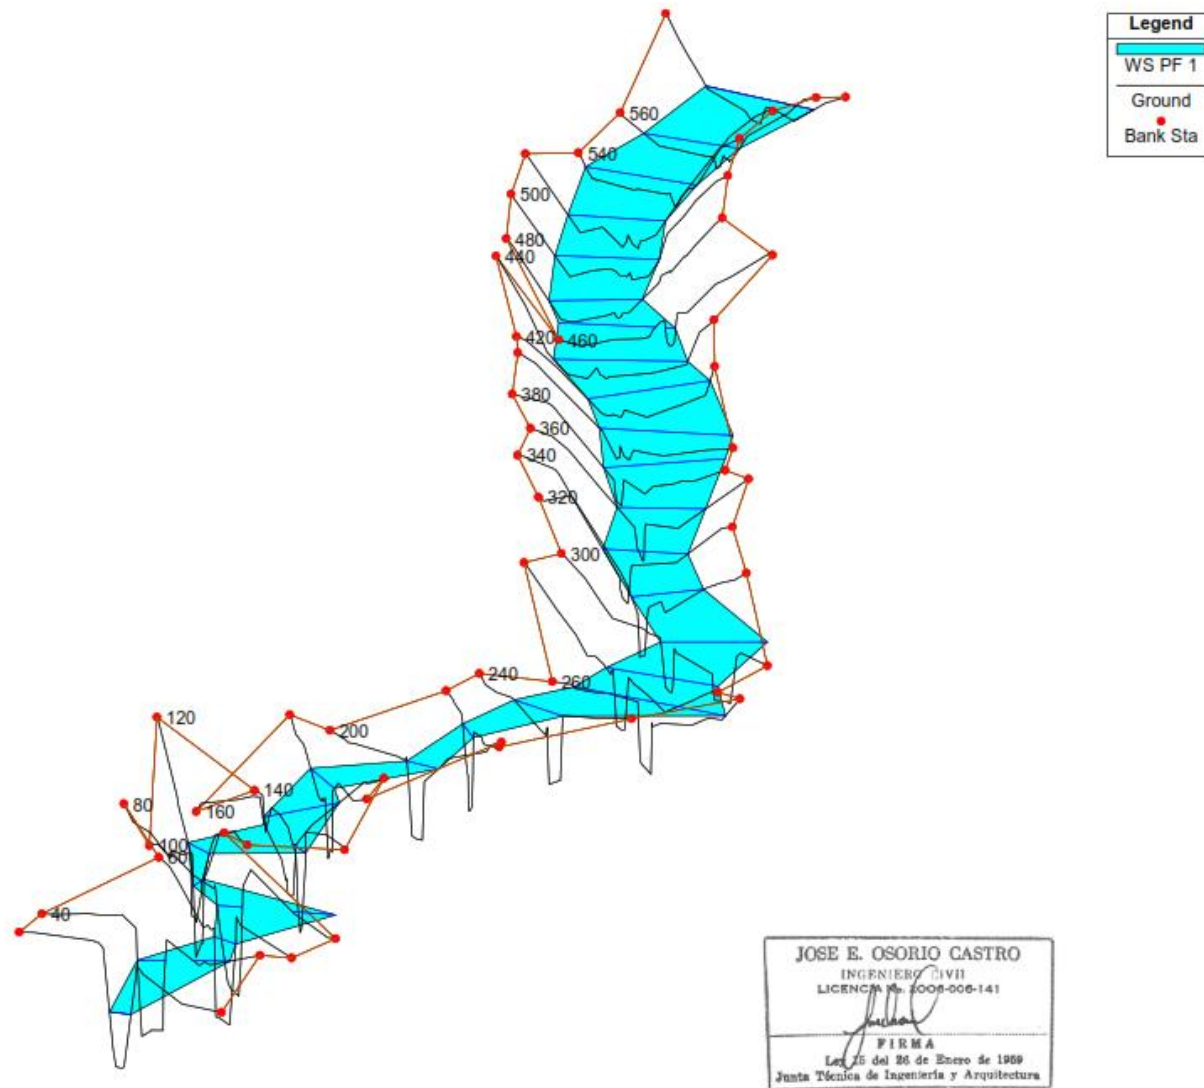 Legend
WS PF 1
Ground
Bank Sta
560
540
500
480
440
420
460
380
360
340
320
300
240
260
120
200
80
140
160
100
60
40
JOSE E. OSORIO CASTRO
INGENIERO CIVIL
LICENCIA No. 2006-006-141
FIRMA
Ley 15 del 26 de Enero de 1959
Junta Técnica de Ingeniería y Arquitectura